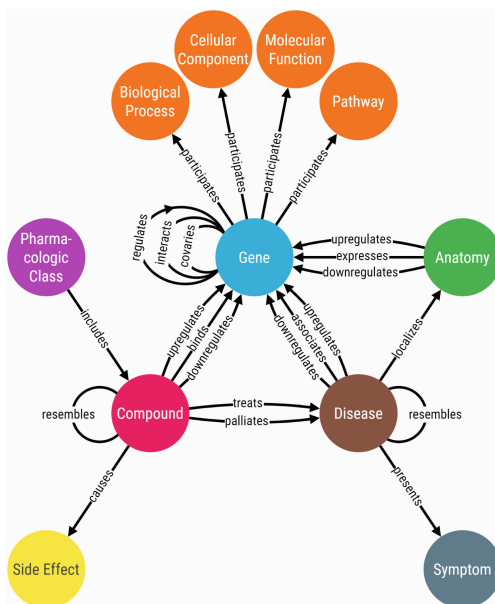 Cellular
Component
Molecular
Function
Biological
Process
Pathway
participates
participates
participates
participates
regulates
interacts
covaries
Pharma-
cologic
Class
Gene
upregulates
expresses
downregulates
Anatomy
includes
upregulates
binds
downregulates
upregulates
associates
downregulates
localizes
resembles
Compound
treats
palliates
Disease
resembles
causes
presents
Side Effect
Symptom